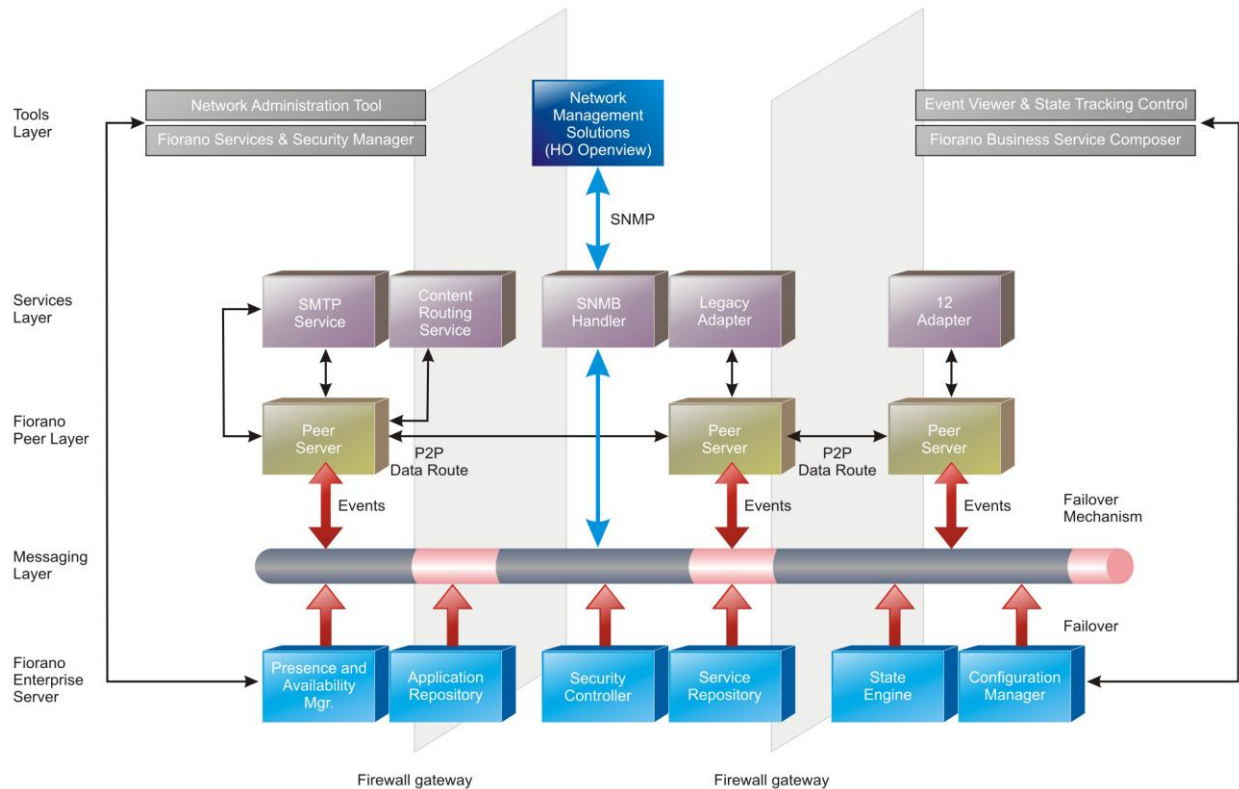 Tools
Layer
Network Administration Tool
Fiorano Services & Security Manager
Network
Management
Solutions
(HO Openview)
Event Viewer & State Tracking Control
Fiorano Business Service Composer
SNMP
Services
Layer
SMTP
Service
Content
Routing
Service
SNMB
Handler
Legacy
Adapter
12
Adapter
Fiorano
Peer Layer
Peer
Server
P2P
Data Route
Peer
Server
P2P
Data Route
Peer
Server
Events
Events
Events
Failover
Mechanism
Messaging
Layer
Failover
Fiorano
Enterprise
Server
Presence and
Availability
Mgr.
Application
Repository
Security
Controller
Service
Repository
State
Engine
Configuration
Manager
Firewall gateway
Firewall gateway